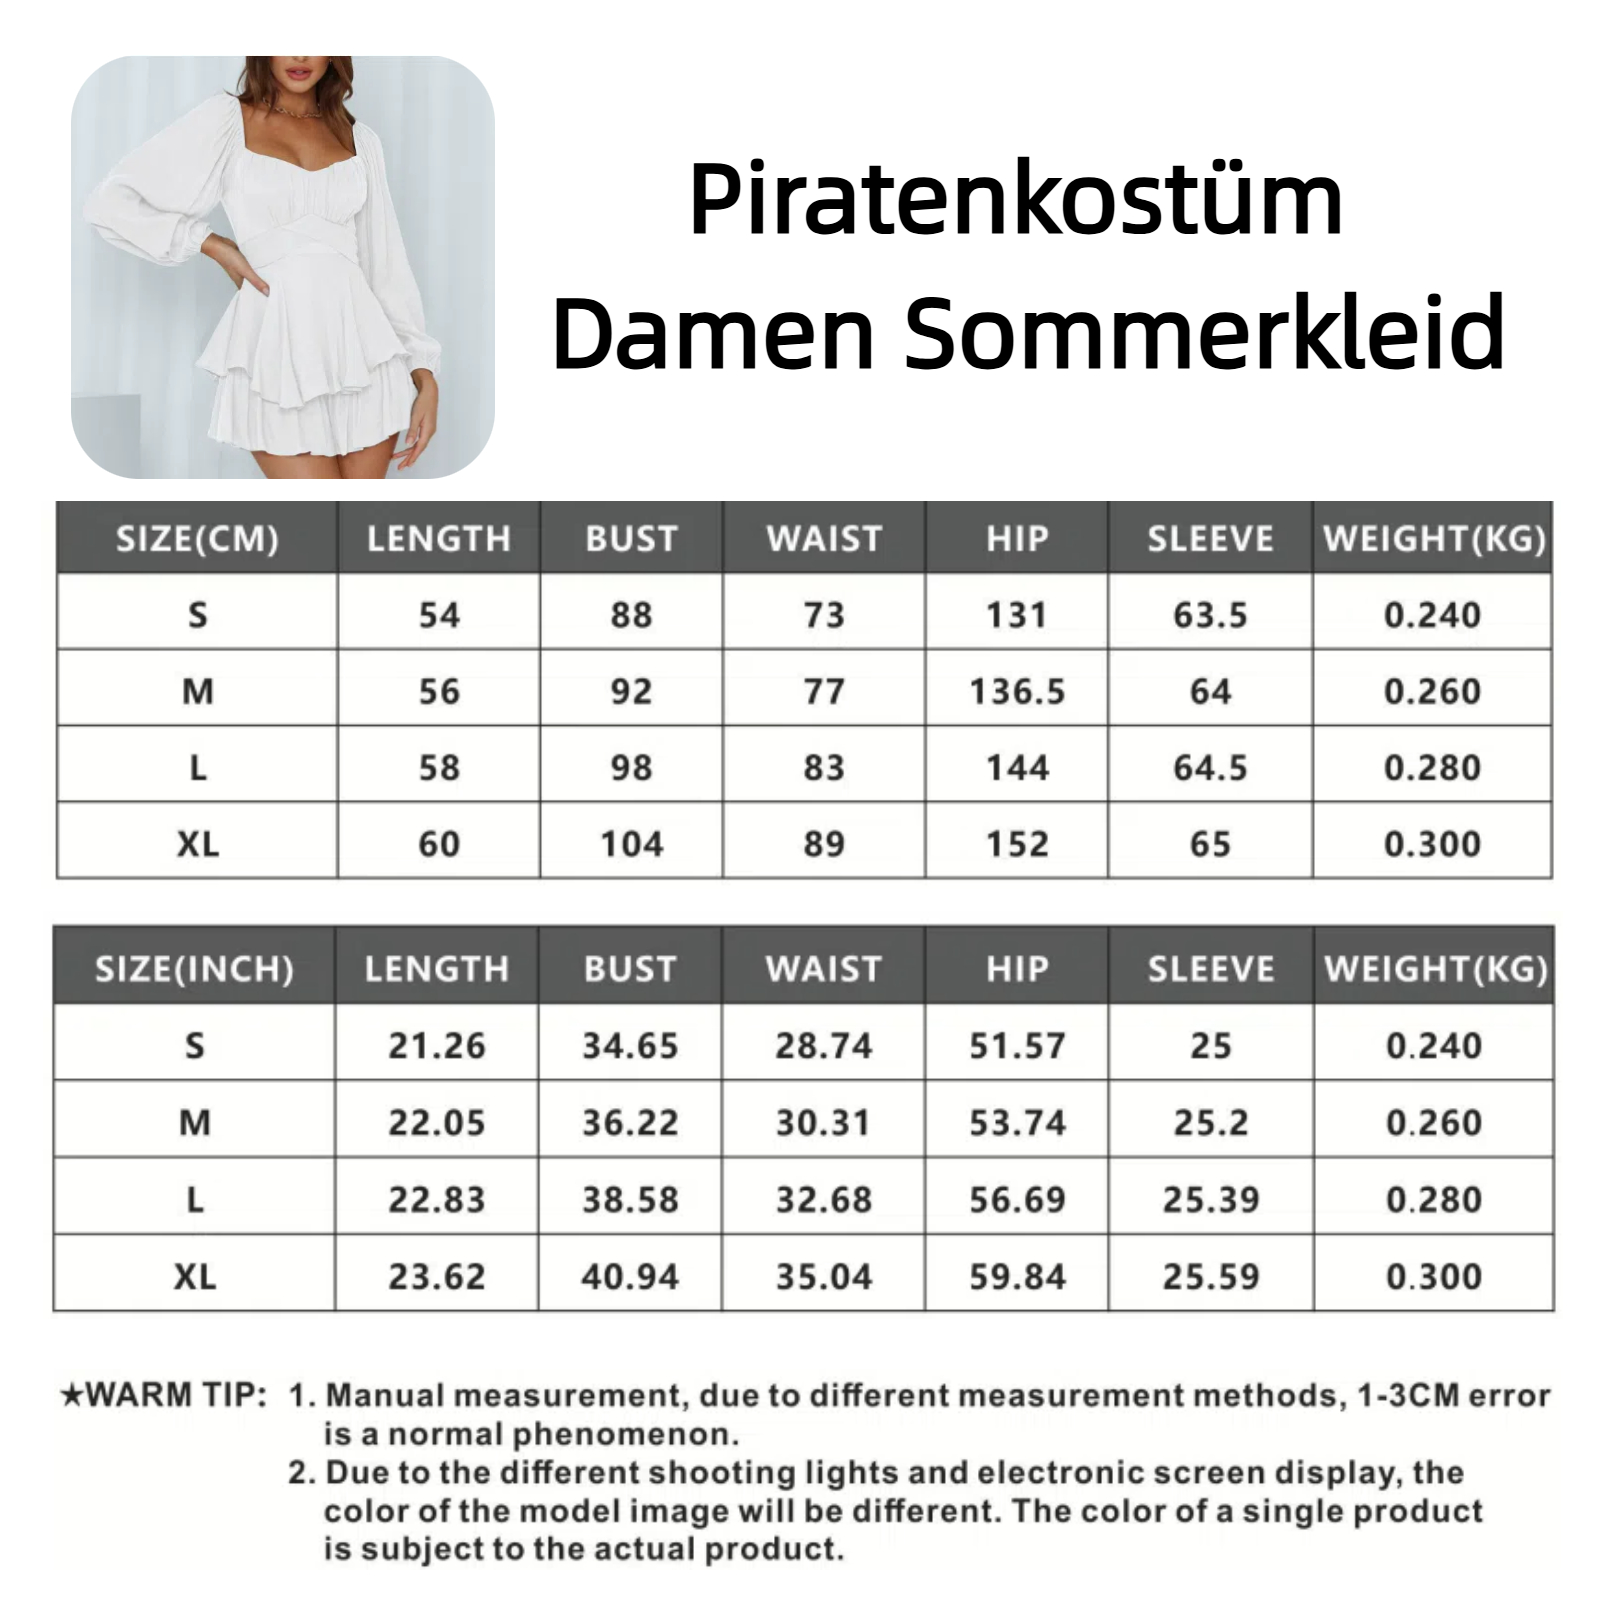 Piratenkostüm
Damen Sommerkleid
SIZE(CM) LENGTH BUST WAIST HIP SLEEVE WEIGHT(KG)
S 54 88 73 131 63.5 0.240
M 56 92 77 136.5 64 0.260
L 58 98 83 144 64.5 0.280
XL 60 104 89 152 65 0.300
SIZE(INCH) LENGTH BUST WAIST HIP SLEEVE WEIGHT(KG)
S 21.26 34.65 28.74 51.57 25 0.240
M 22.05 36.22 30.31 53.74 25.2 0.260
L 22.83 38.58 32.68 56.69 25.39 0.280
XL 23.62 40.94 35.04 59.84 25.59 0.300
★WARM TIP: 1. Manual measurement, due to different measurement methods, 1-3CM error
is a normal phenomenon.
2. Due to the different shooting lights and electronic screen display, the
color of the model image will be different. The color of a single product
is subject to the actual product.